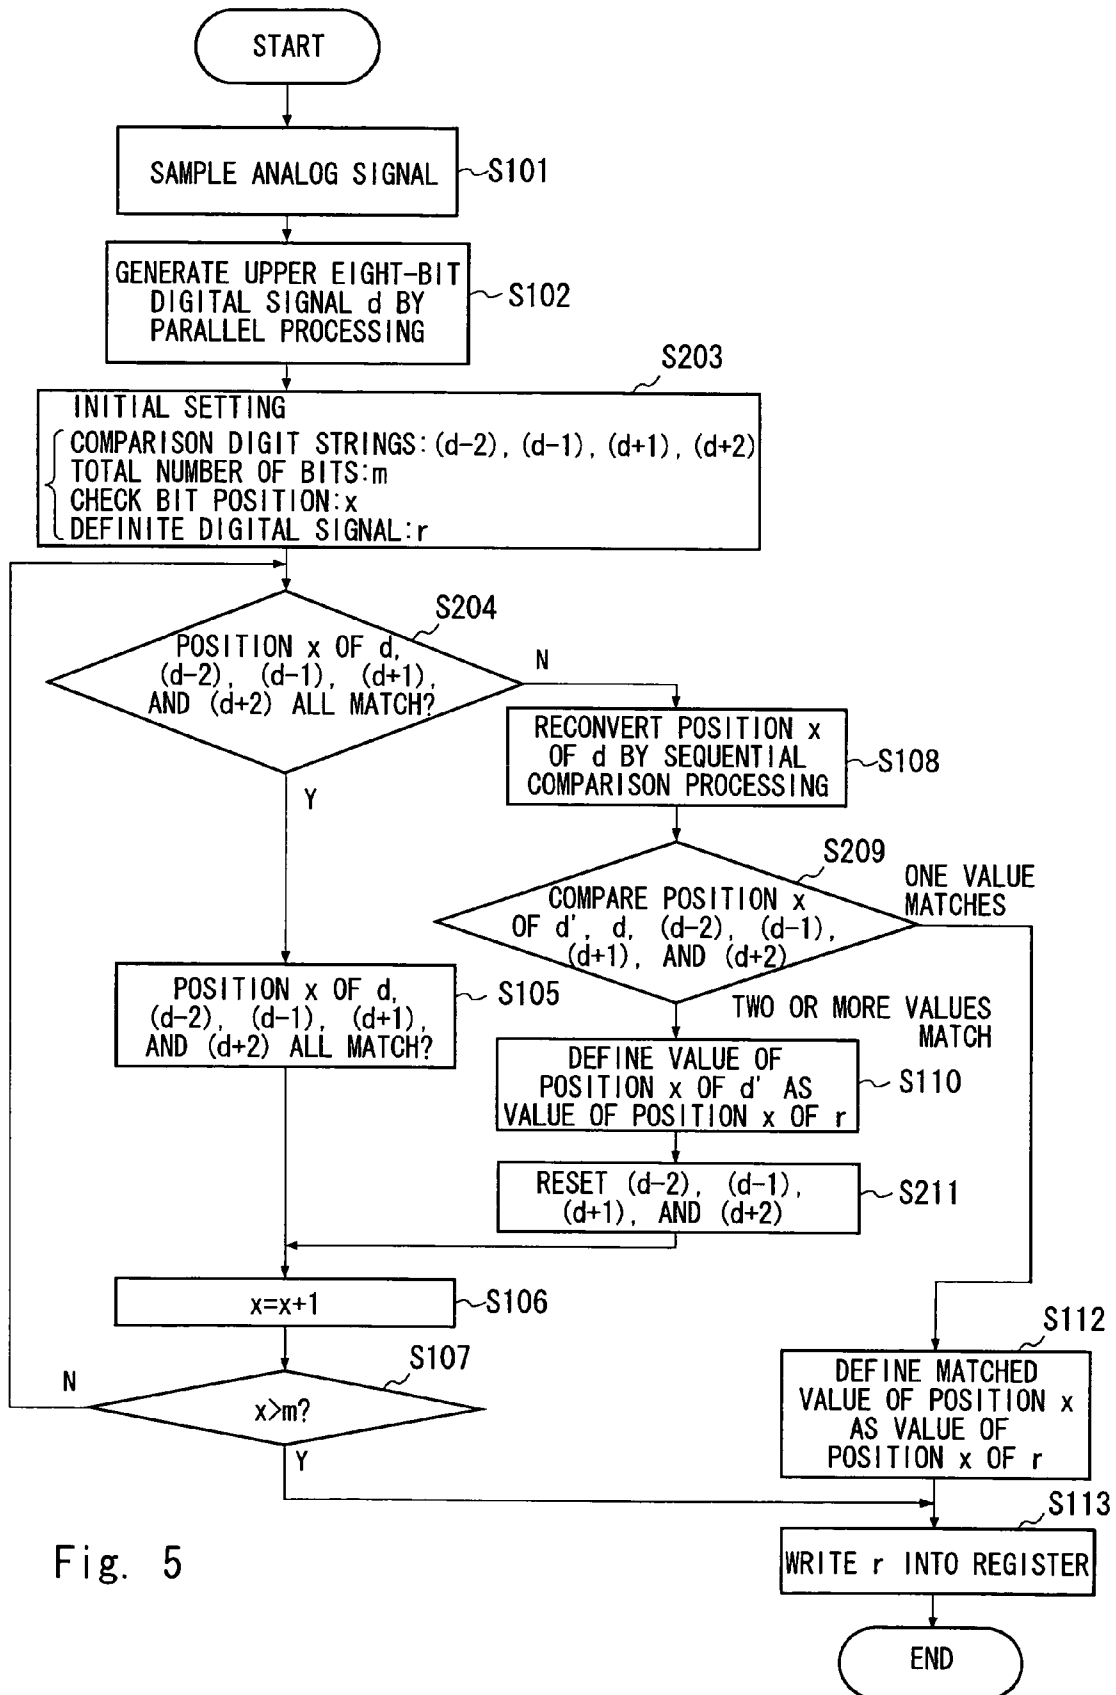 START
SAMPLE ANALOG SIGNAL
S101
GENERATE UPPER EIGHT-BIT
DIGITAL SIGNAL d BY
PARALLEL PROCESSING
S102
S203
INITIAL SETTING
COMPARISON DIGIT STRINGS:(d-2), (d-1), (d+1), (d+2)
TOTAL NUMBER OF BITS:m
CHECK BIT POSITION:x
DEFINITE DIGITAL SIGNAL:r
S204
POSITION x OF d,
(d-2), (d-1), (d+1),
AND (d+2) ALL MATCH?
N
Y
RECONVERT POSITION x
OF d BY SEQUENTIAL
COMPARISON PROCESSING
S108
S209
COMPARE POSITION x
OF d', d, (d-2), (d-1),
(d+1), AND (d+2)
ONE VALUE
MATCHES
TWO OR MORE VALUES
MATCH
POSITION x OF d,
(d-2), (d-1), (d+1),
AND (d+2) ALL MATCH?
S105
DEFINE VALUE OF
POSITION x OF d' AS
VALUE OF POSITION x OF r
S110
RESET (d-2), (d-1),
(d+1), AND (d+2)
S211
x=x+1
S106
S107
x>m?
N
Y
S112
DEFINE MATCHED
VALUE OF POSITION x
AS VALUE OF
POSITION x OF r
S113
WRITE r INTO REGISTER
END
Fig. 5